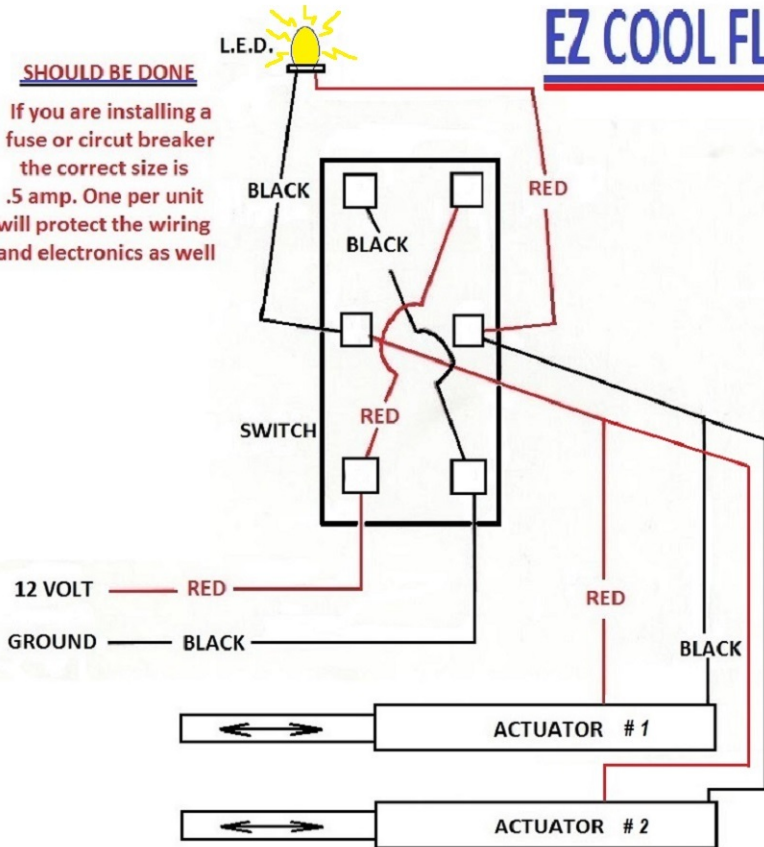 EZ COOL FL
L.E.D.
SHOULD BE DONE
If you are installing a
fuse or circut breaker
the correct size is
.5 amp. One per unit
will protect the wiring
and electronics as well
BLACK
RED
BLACK
RED
SWITCH
12 VOLT
RED
RED
GROUND
BLACK
BLACK
ACTUATOR # 1
ACTUATOR # 2